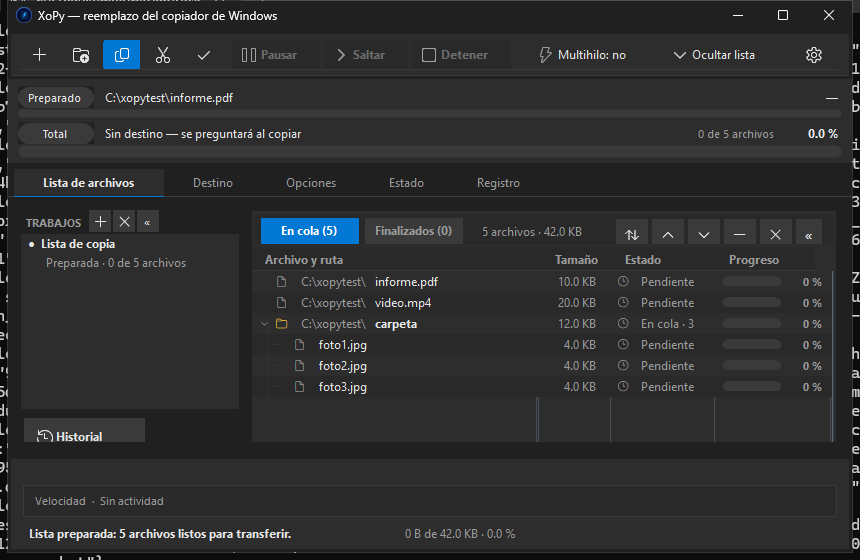 XoPy — reemplazo del copiador de Windows
Pausar Saltar Detener Multihilo: no Ocultar lista
Preparado C:\xopytest\informe.pdf —
Total Sin destino — se preguntará al copiar 0 de 5 archivos 0.0 %
Lista de archivos Destino Opciones Estado Registro
TRABAJOS
• Lista de copia
Preparada · 0 de 5 archivos
Historial
En cola (5) Finalizados (0) 5 archivos · 42.0 KB
Archivo y ruta Tamaño Estado Progreso
C:\xopytest\ informe.pdf 10.0 KB Pendiente 0 %
C:\xopytest\ video.mp4 20.0 KB Pendiente 0 %
C:\xopytest\ carpeta 12.0 KB En cola · 3 0 %
foto1.jpg 4.0 KB Pendiente 0 %
foto2.jpg 4.0 KB Pendiente 0 %
foto3.jpg 4.0 KB Pendiente 0 %
Velocidad · Sin actividad
Lista preparada: 5 archivos listos para transferir. 0 B de 42.0 KB · 0.0 %